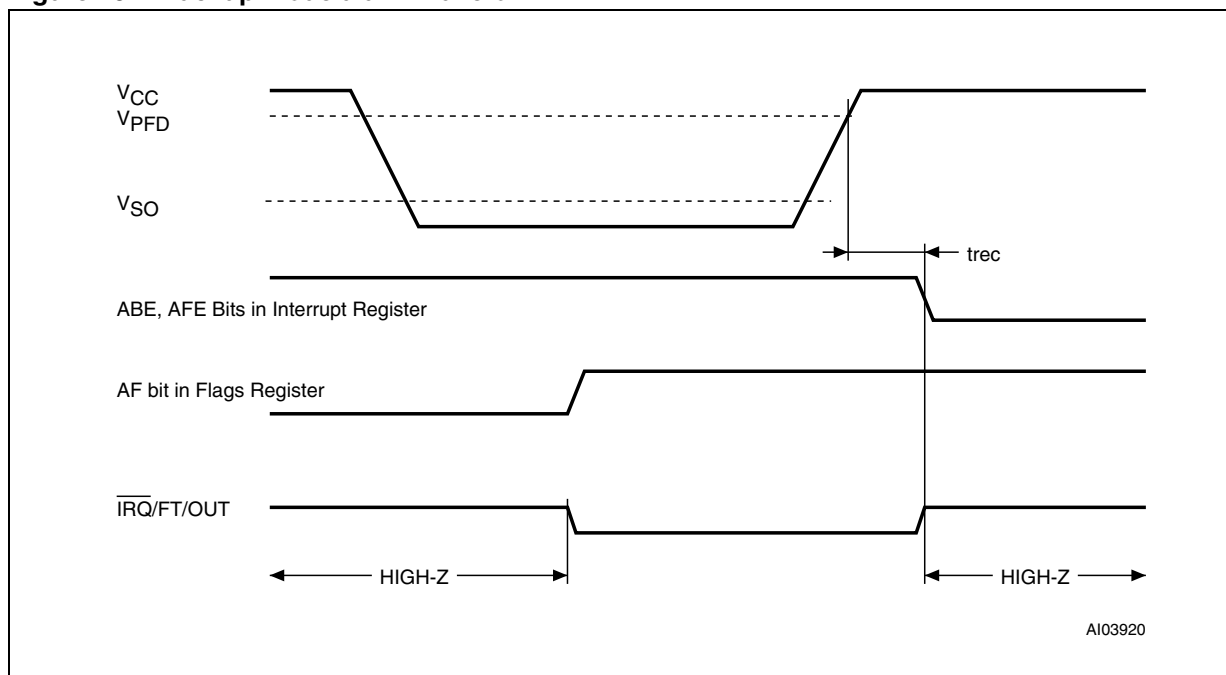 VCC
VPFD
VSO
trec
ABE, AFE Bits in Interrupt Register
AF bit in Flags Register
IRQ/FT/OUT
HIGH-Z
HIGH-Z
AI03920